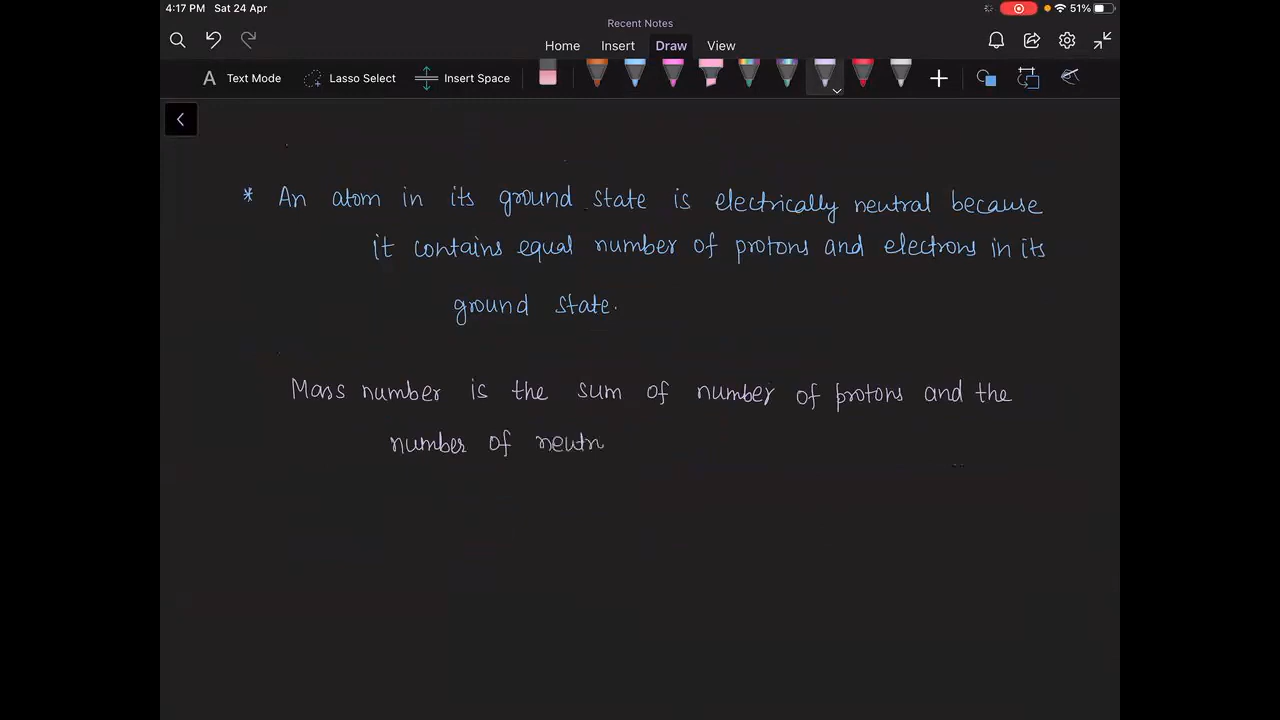 4:17 PM Sat 24 Apr
51%
Recent Notes
Home Insert Draw View
Text Mode Lasso Select Insert Space
* An atom in its ground state is electrically neutral because
it contains equal number of protons and electrons in its
ground state.
Mass number is the sum of number of protons and the
number of neutr